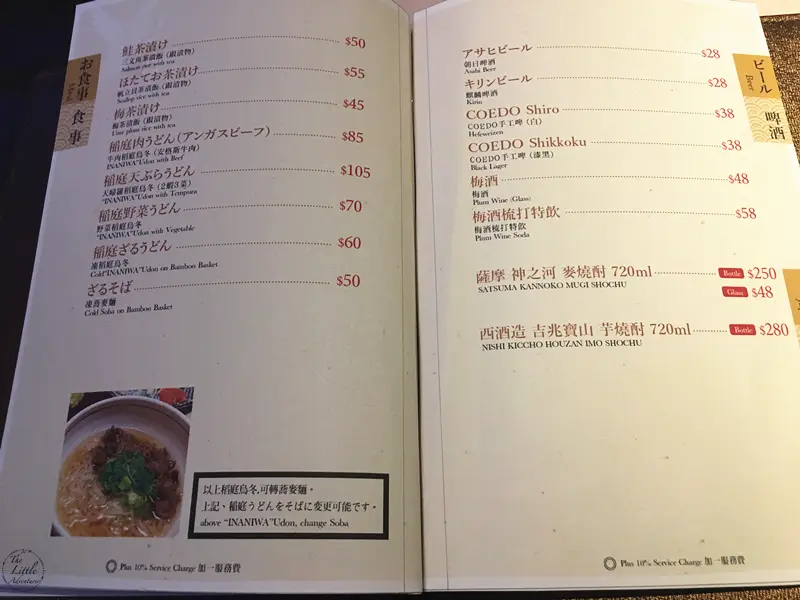 お食事
Meal
食事
鮭茶漬け $50
三文魚茶漬飯 (跟漬物)
Salmon rice with tea
ほたてお茶漬け $55
帆立貝茶漬飯 (跟漬物)
Scallop rice with tea
梅茶漬け $45
梅茶漬飯 (跟漬物)
Ume plum rice with tea
稲庭肉うどん(アンガスビーフ) $85
牛肉稻庭烏冬 (安格斯牛肉)
INANIWA"Udon with Beef
稲庭天ぷらうどん $105
天婦羅稻庭烏冬 (2蝦3菜)
"INANIWA"Udon with Tempura
稲庭野菜うどん $70
野菜稻庭烏冬
"INANIWA"Udon with Vegetable
稲庭ざるうどん $60
凍稻庭烏冬
Cold"INANIWA"Udon on Bamboo Basket
ざるそば $50
凍蕎麥麵
Cold Soba on Bamboo Basket
以上稻庭烏冬,可轉蕎麥麵。
上記、稲庭うどんをそばに変更可能です。
above "INANIWA"Udon, change Soba
Plus 10% Service Charge 加一服務費
The Little Adventurer
ビール
Beer
啤酒
アサヒビール $28
朝日啤酒
Asahi Beer
キリンビール $28
麒麟啤酒
Kirin
COEDO Shiro $38
COEDO手工啤 (白)
Hefeweizen
COEDO Shikkoku $38
COEDO手工啤 (漆黑)
Black Lager
梅酒 $48
梅酒
Plum Wine (Glass)
梅酒梳打特飲 $58
梅酒梳打特飲
Plum Wine Soda
薩摩 神之河 麥燒酎 720ml Bottle $250
SATSUMA KANNOKO MUGI SHOCHU Glass $48
西酒造 吉兆寶山 芋燒酎 720ml Bottle $280
NISHI KICCHO HOUZAN IMO SHOCHU
Plus 10% Service Charge 加一服務費